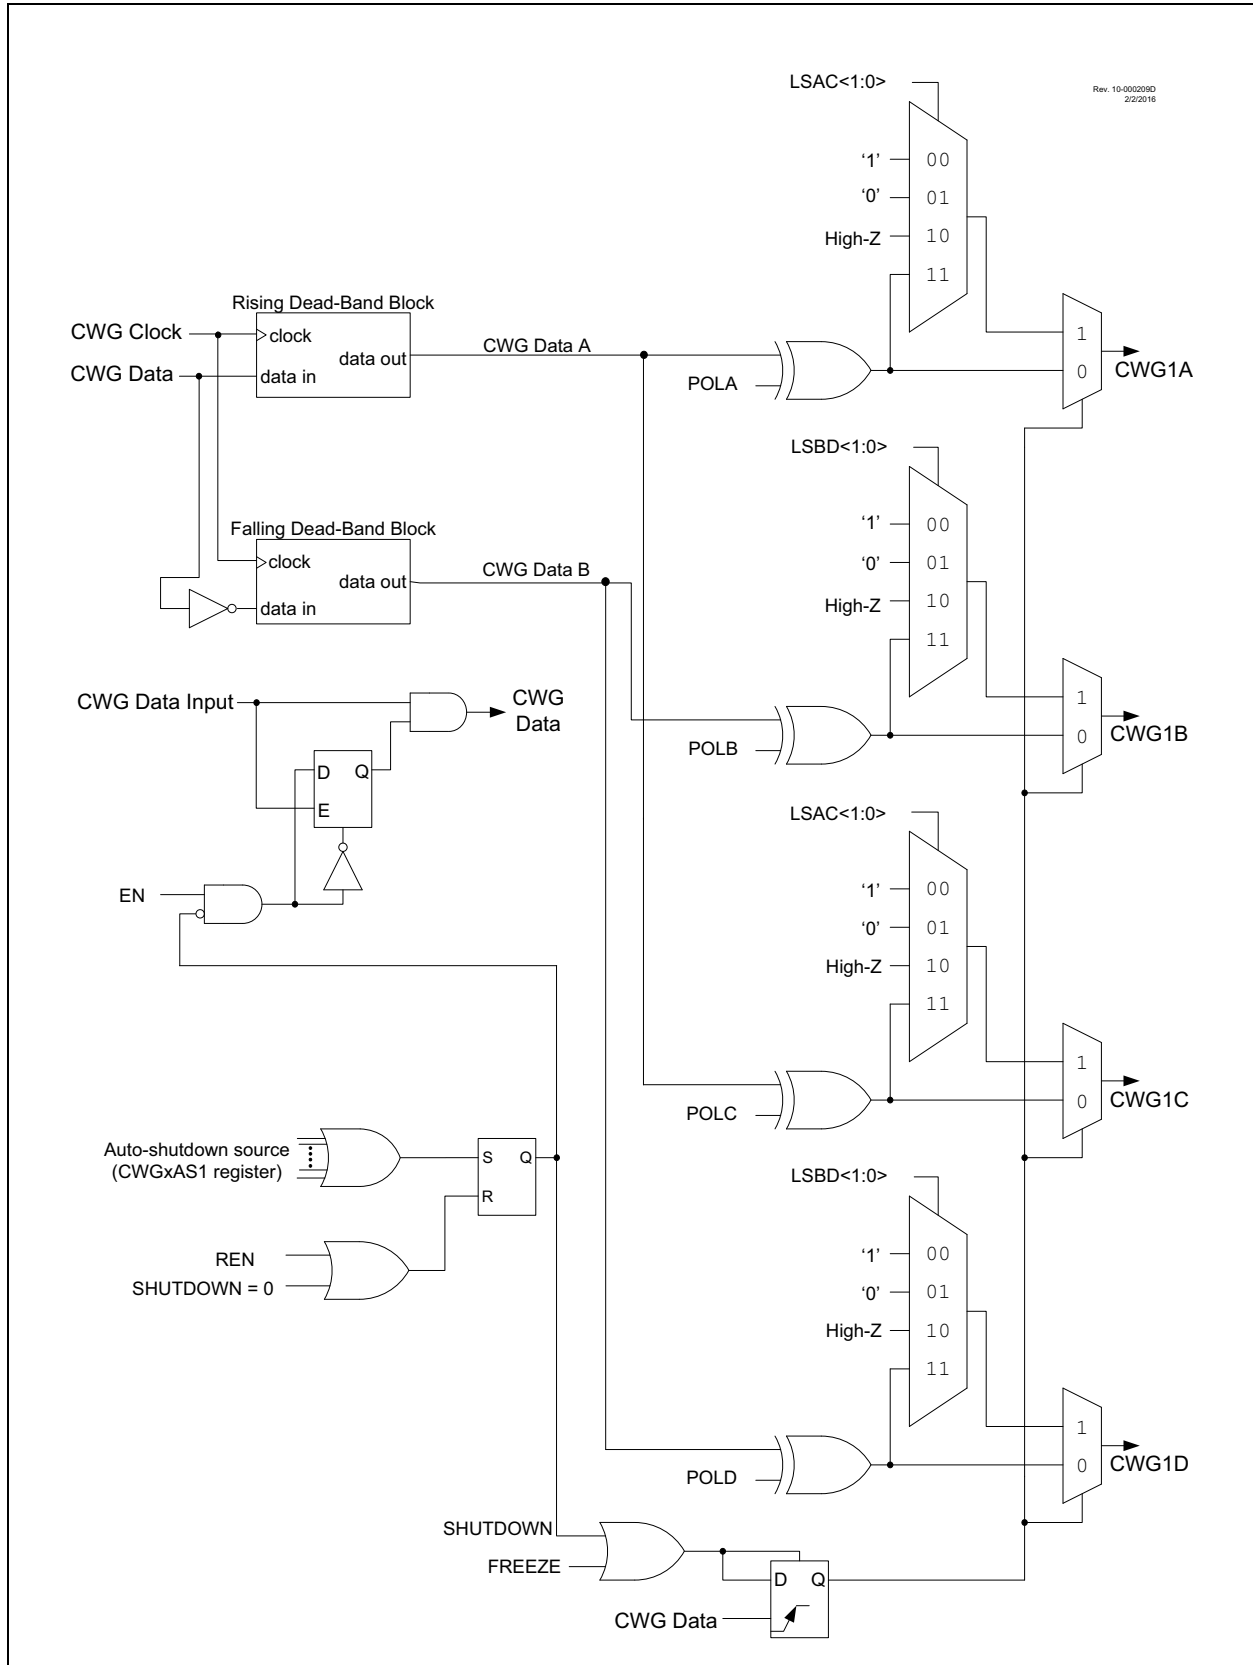 LSAC<1:0>
Rev. 10-000209D
2/2/2016
'1'
00
'0'
01
High-Z
10
11
Rising Dead-Band Block
CWG Clock
clock
data out
CWG Data
data in
CWG Data A
POLA
1
0
CWG1A
LSBD<1:0>
'1'
00
'0'
01
High-Z
10
11
Falling Dead-Band Block
clock
data out
data in
CWG Data B
POLB
1
0
CWG1B
CWG Data Input
CWG
Data
D
Q
E
EN
LSAC<1:0>
'1'
00
'0'
01
High-Z
10
11
POLC
1
0
CWG1C
Auto-shutdown source
(CWGxAS1 register)
S
Q
R
REN
SHUTDOWN = 0
LSBD<1:0>
'1'
00
'0'
01
High-Z
10
11
POLD
1
0
CWG1D
SHUTDOWN
FREEZE
D
Q
CWG Data